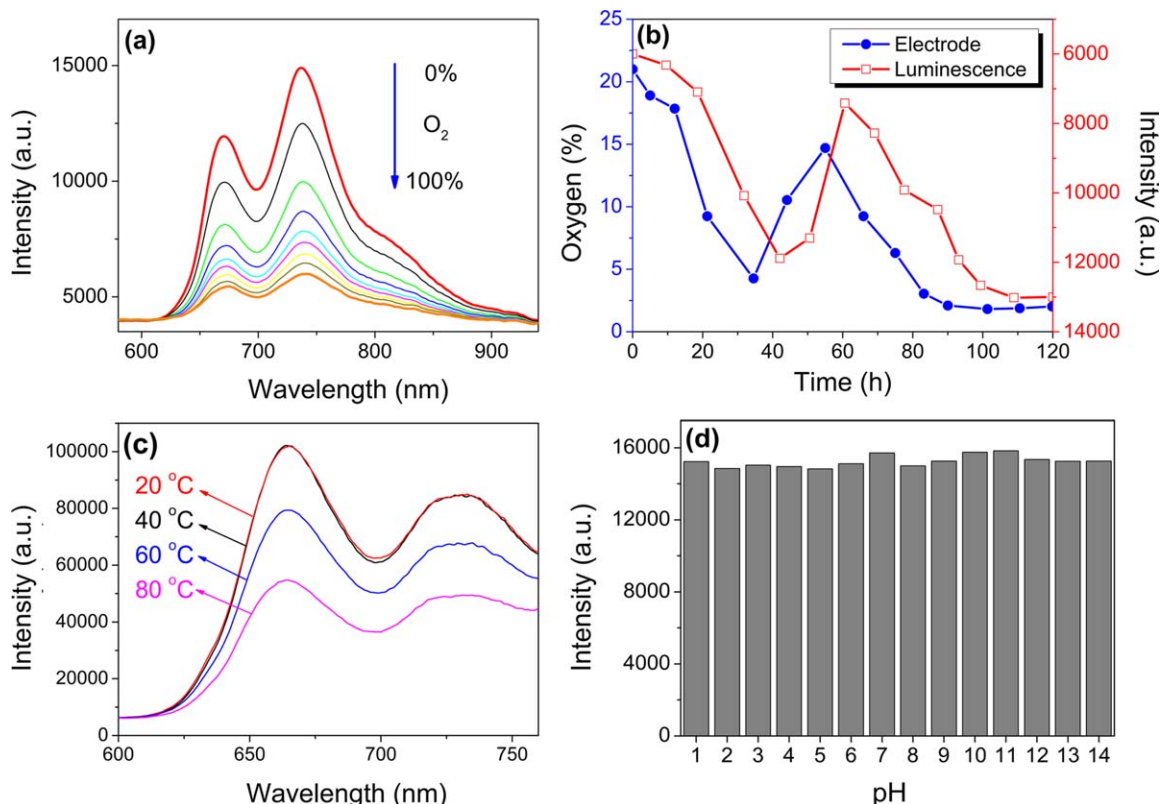 (a)
0%
O2
100%
15000
10000
5000
Intensity (a.u.)
600 700 800 900
Wavelength (nm)
(b)
Electrode
Luminescence
25
20
15
10
5
0
Oxygen (%)
6000
8000
10000
12000
14000
Intensity (a.u.)
0 20 40 60 80 100 120
Time (h)
(c)
20 °C
40 °C
60 °C
80 °C
100000
80000
60000
40000
20000
0
Intensity (a.u.)
600 650 700 750
Wavelength (nm)
(d)
16000
12000
8000
4000
0
Intensity (a.u.)
1 2 3 4 5 6 7 8 9 10 11 12 13 14
pH